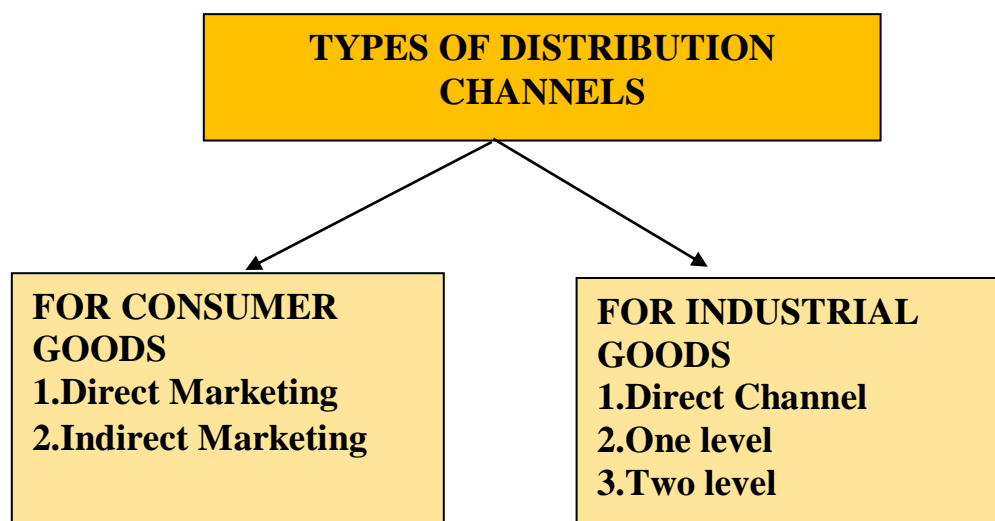 TYPES OF DISTRIBUTION
CHANNELS
FOR CONSUMER
GOODS
1.Direct Marketing
2.Indirect Marketing
FOR INDUSTRIAL
GOODS
1.Direct Channel
2.One level
3.Two level